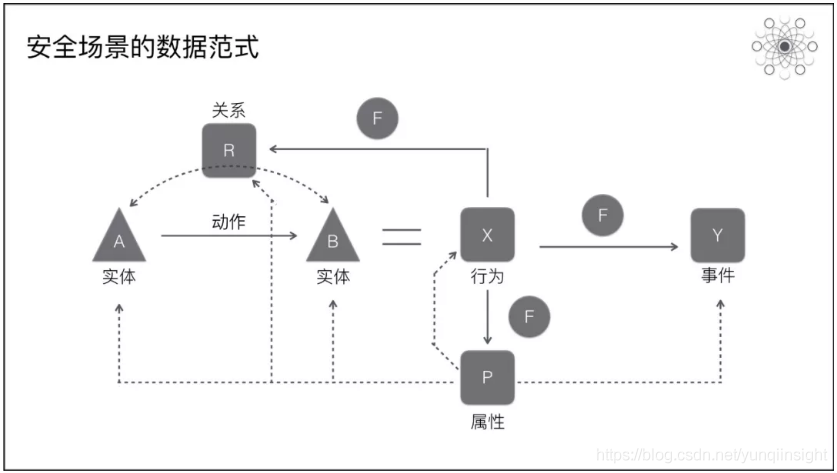 安全场景的数据范式
关系
R
F
A
动作
B
X
F
Y
实体
实体
行为
事件
F
P
属性
https://blog.csdn.net/yunqiinsight